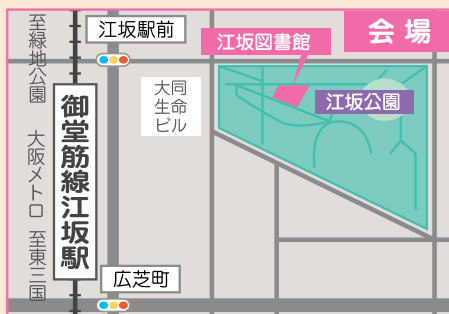 会場
江坂駅前
江坂図書館
至緑地公園
大同
生命
ビル
江坂公園
御堂筋線江坂駅
大阪メトロ
至東三国
広芝町